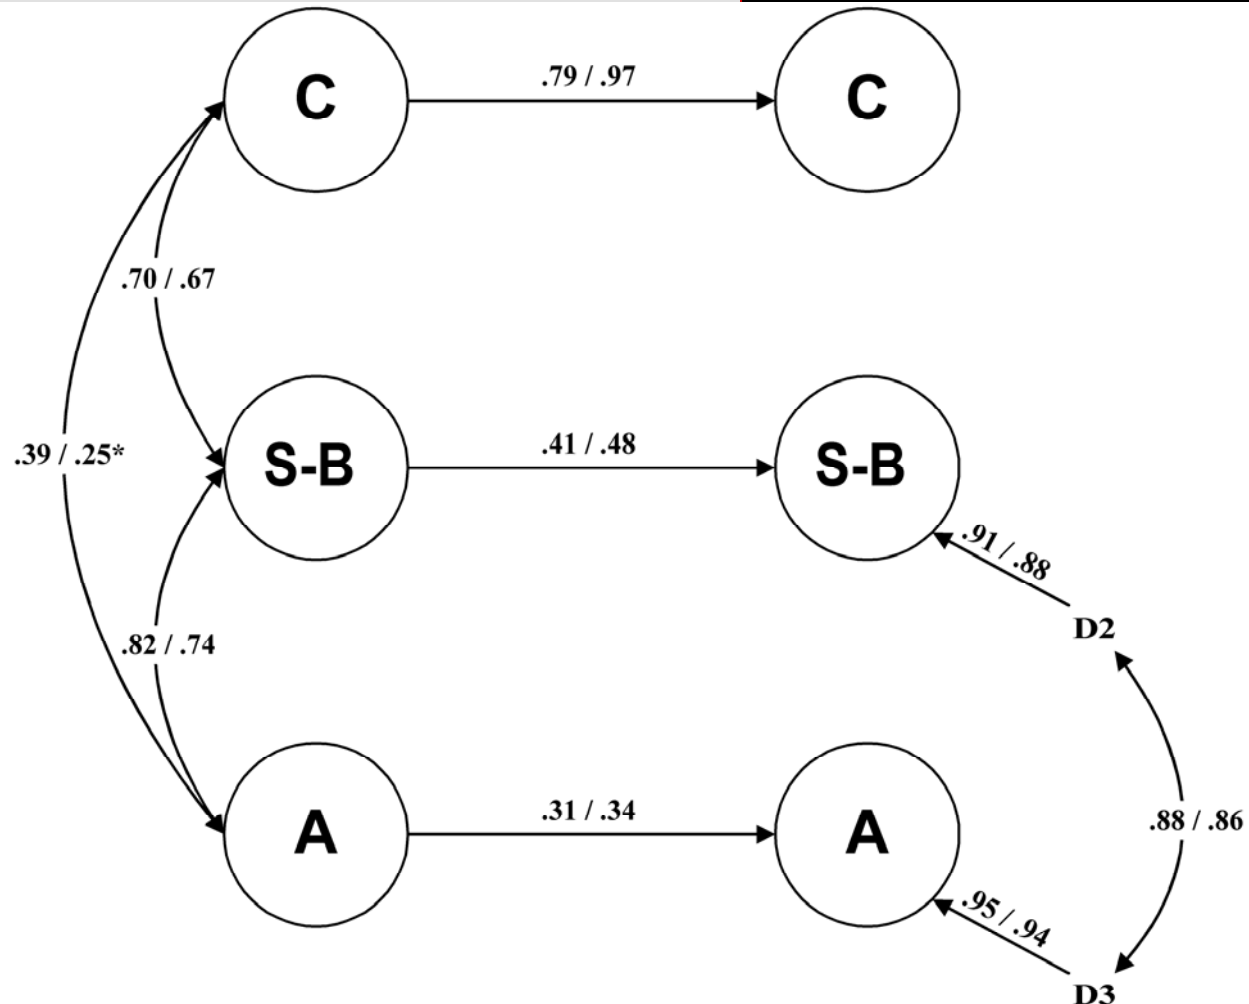 C
.79 / .97
C
.70 / .67
.39 / .25*
S-B
.41 / .48
S-B
.91 / .88
D2
.82 / .74
A
.31 / .34
A
.88 / .86
.95 / .94
D3